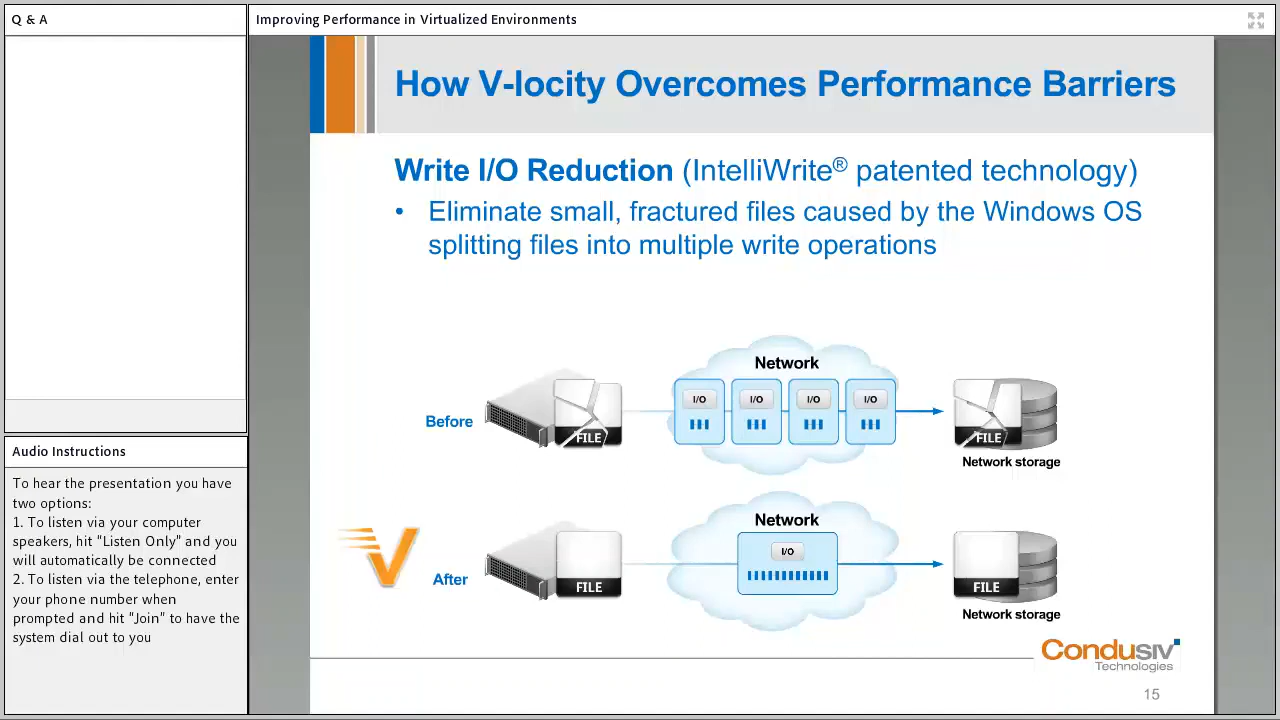 Q & A
Improving Performance in Virtualized Environments
How V-locity Overcomes Performance Barriers
Write I/O Reduction (IntelliWrite® patented technology)
• Eliminate small, fractured files caused by the Windows OS
splitting files into multiple write operations
Network
I/O I/O I/O I/O
Before
FILE
FILE
Network storage
Network
I/O
After
FILE
FILE
Network storage
Condusiv
Technologies
15
Audio Instructions
To hear the presentation you have
two options:
1. To listen via your computer
speakers, hit "Listen Only" and you
will automatically be connected
2. To listen via the telephone, enter
your phone number when
prompted and hit "Join" to have the
system dial out to you